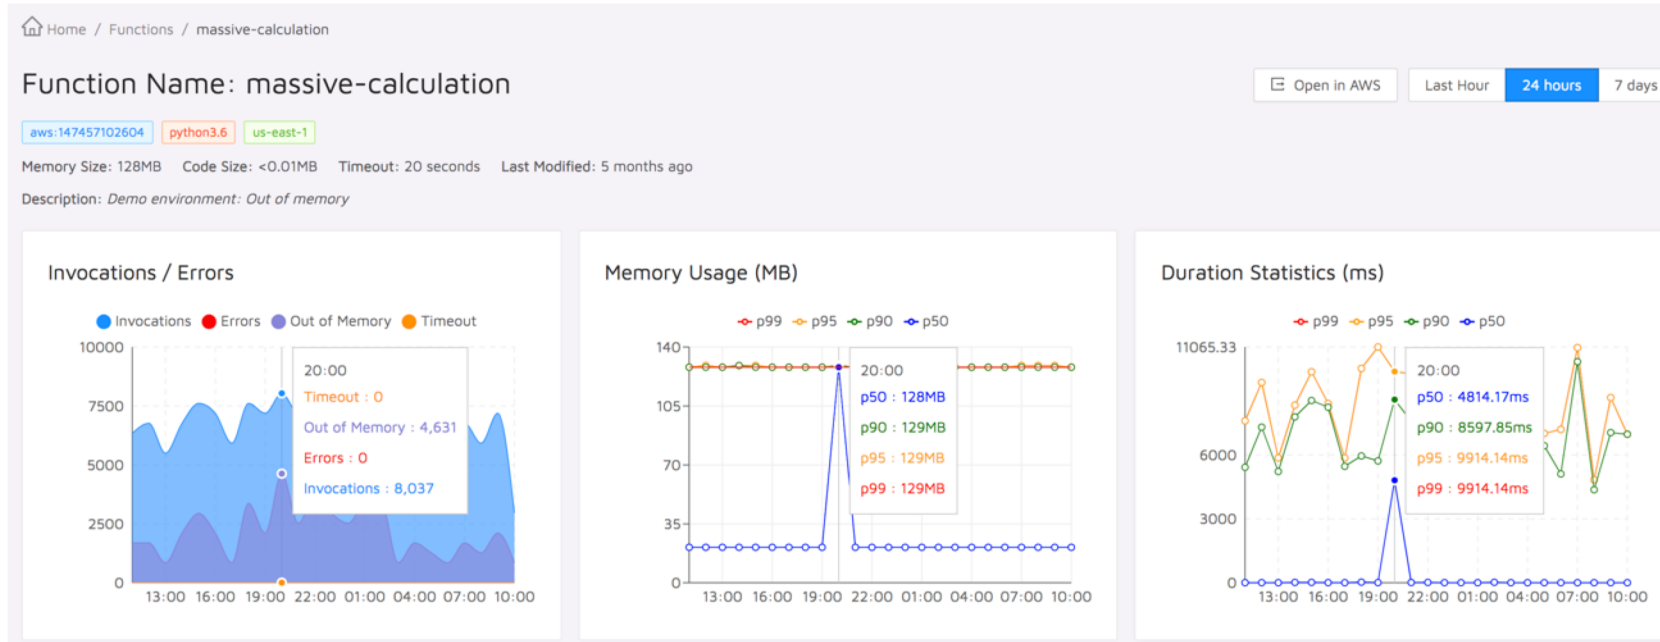 Home / Functions / massive-calculation
Function Name: massive-calculation
Open in AWS
Last Hour
24 hours
7 days
aws:147457102604
python3.6
us-east-1
Memory Size: 128MB Code Size: <0.01MB Timeout: 20 seconds Last Modified: 5 months ago
Description: Demo environment: Out of memory
Invocations / Errors
Invocations Errors Out of Memory Timeout
10000
7500
5000
2500
0
20:00
Timeout : 0
Out of Memory : 4,631
Errors : 0
Invocations : 8,037
13:00 16:00 19:00 22:00 01:00 04:00 07:00 10:00
Memory Usage (MB)
p99 p95 p90 p50
140
105
70
35
0
20:00
p50 : 128MB
p90 : 129MB
p95 : 129MB
p99 : 129MB
13:00 16:00 19:00 22:00 01:00 04:00 07:00 10:00
Duration Statistics (ms)
p99 p95 p90 p50
11065.33
6000
3000
0
20:00
p50 : 4814.17ms
p90 : 8597.85ms
p95 : 9914.14ms
p99 : 9914.14ms
13:00 16:00 19:00 22:00 01:00 04:00 07:00 10:00